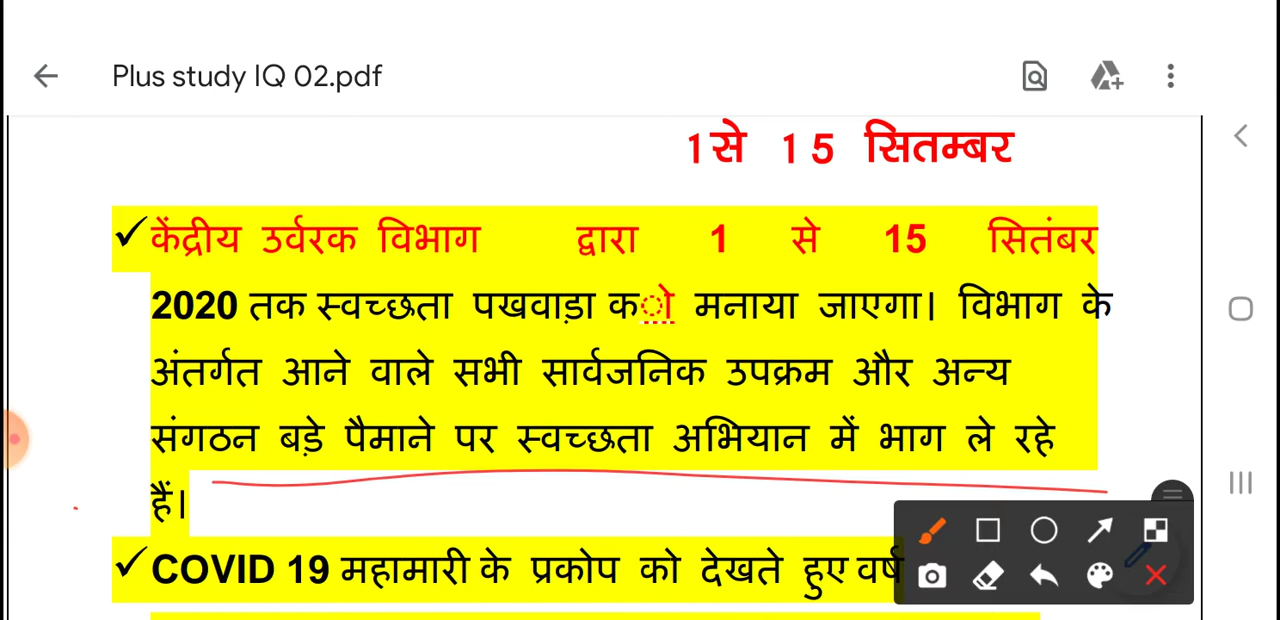 Plus study IQ 02.pdf
1से 15 सितम्बर
✓केंद्रीय उर्वरक विभाग द्वारा 1 से 15 सितंबर
2020 तक स्वच्छता पखवाड़ा क ो मनाया जाएगा। विभाग के
अंतर्गत आने वाले सभी सार्वजनिक उपक्रम और अन्य
संगठन बड़े पैमाने पर स्वच्छता अभियान में भाग ले रहे
हैं।
✓COVID 19 महामारी के प्रकोप को देखते हुए वर्ष